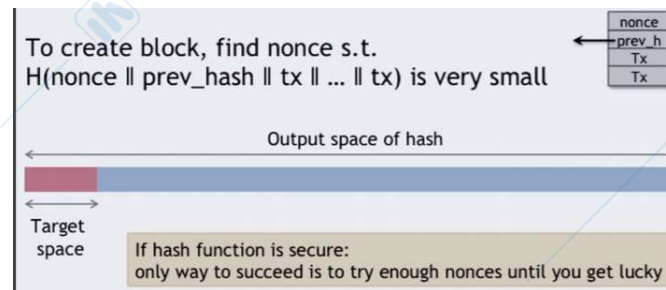 To create block, find nonce s.t.
H(nonce ‖ prev_hash ‖ tx ‖ … ‖ tx) is very small
nonce
prev_h
Tx
Tx
Output space of hash
Target
space
If hash function is secure:
only way to succeed is to try enough nonces until you get lucky